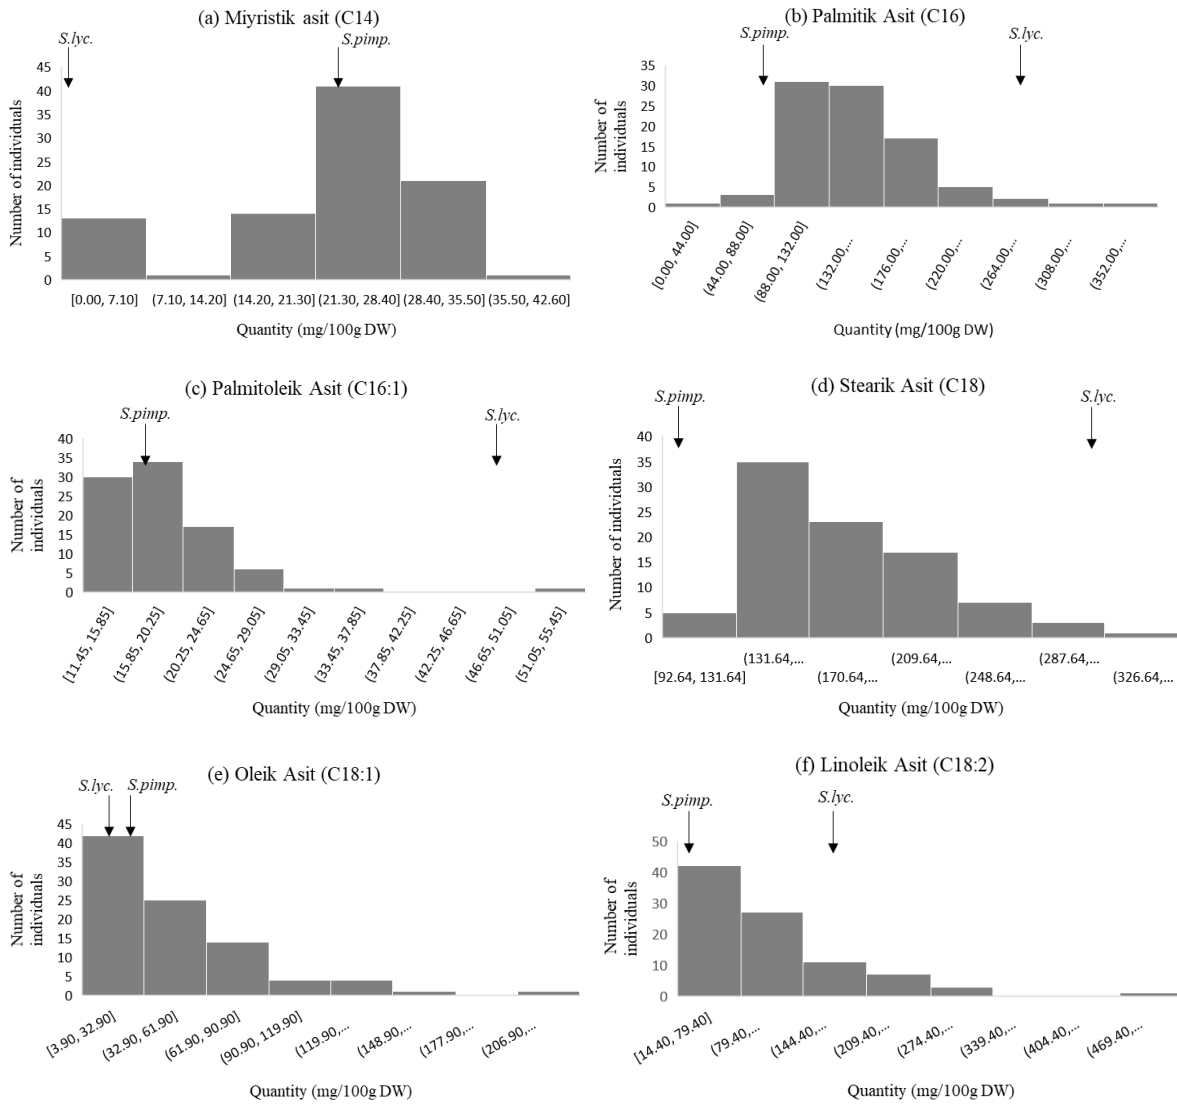 (a) Miyristik asit (C14)
S.lyc.
S.pimp.
Number of individuals
45
40
35
30
25
20
15
10
5
0
[0.00, 7.10]
(7.10, 14.20]
(14.20, 21.30]
(21.30, 28.40]
(28.40, 35.50]
(35.50, 42.60]
Quantity (mg/100g DW)
(b) Palmitik Asit (C16)
S.pimp.
S.lyc.
Number of
individuals
35
30
25
20
15
10
5
0
[0.00, 44.00]
(44.00, 88.00]
(88.00, 132.00]
(132.00,...
(176.00,...
(220.00,...
(264.00,...
(308.00,...
(352.00,...
Quantity (mg/100g DW)
(c) Palmitoleik Asit (C16:1)
S.pimp.
S.lyc.
Number of
individuals
40
35
30
25
20
15
10
5
0
[11.45, 15.85]
(15.85, 20.25]
(20.25, 24.65]
(24.65, 29.05]
(29.05, 33.45]
(33.45, 37.85]
(37.85, 42.25]
(42.25, 46.65]
(46.65, 51.05]
(51.05, 55.45]
Quantity (mg/100g DW)
(d) Stearik Asit (C18)
S.pimp.
S.lyc.
Number of individuals
40
35
30
25
20
15
10
5
0
[92.64, 131.64]
(131.64,...
(170.64,...
(209.64,...
(248.64,...
(287.64,...
(326.64,...
Quantity (mg/100g DW)
(e) Oleik Asit (C18:1)
S.lyc.
S.pimp.
Number of
individuals
45
40
35
30
25
20
15
10
5
0
[3.90, 32.90]
(32.90, 61.90]
(61.90, 90.90]
(90.90, 119.90]
(119.90,...
(148.90,...
(177.90,...
(206.90,...
Quantity (mg/100g DW)
(f) Linoleik Asit (C18:2)
S.pimp.
S.lyc.
Number of
individuals
50
40
30
20
10
0
[14.40, 79.40]
(79.40,...
(144.40,...
(209.40,...
(274.40,...
(339.40,...
(404.40,...
(469.40,...
Quantity (mg/100g DW)